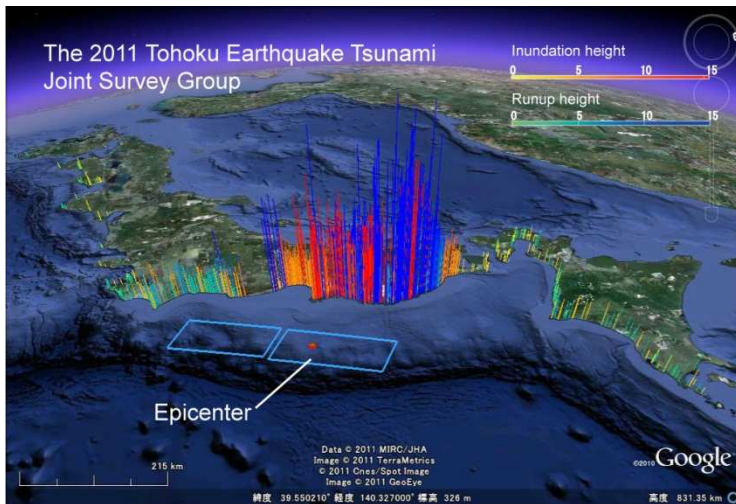 The 2011 Tohoku Earthquake Tsunami
Joint Survey Group
Inundation height
0 5 10 15
Runup height
0 5 10 15
Epicenter
Data © 2011 MIRC/JHA
Image © 2011 TerraMetrics
© 2011 Cnes/Spot Image
Image © 2011 GeoEye
©2010 Google
215 km
緯度 39.550210° 経度 140.327000° 標高 326 m 高度 831.35 km